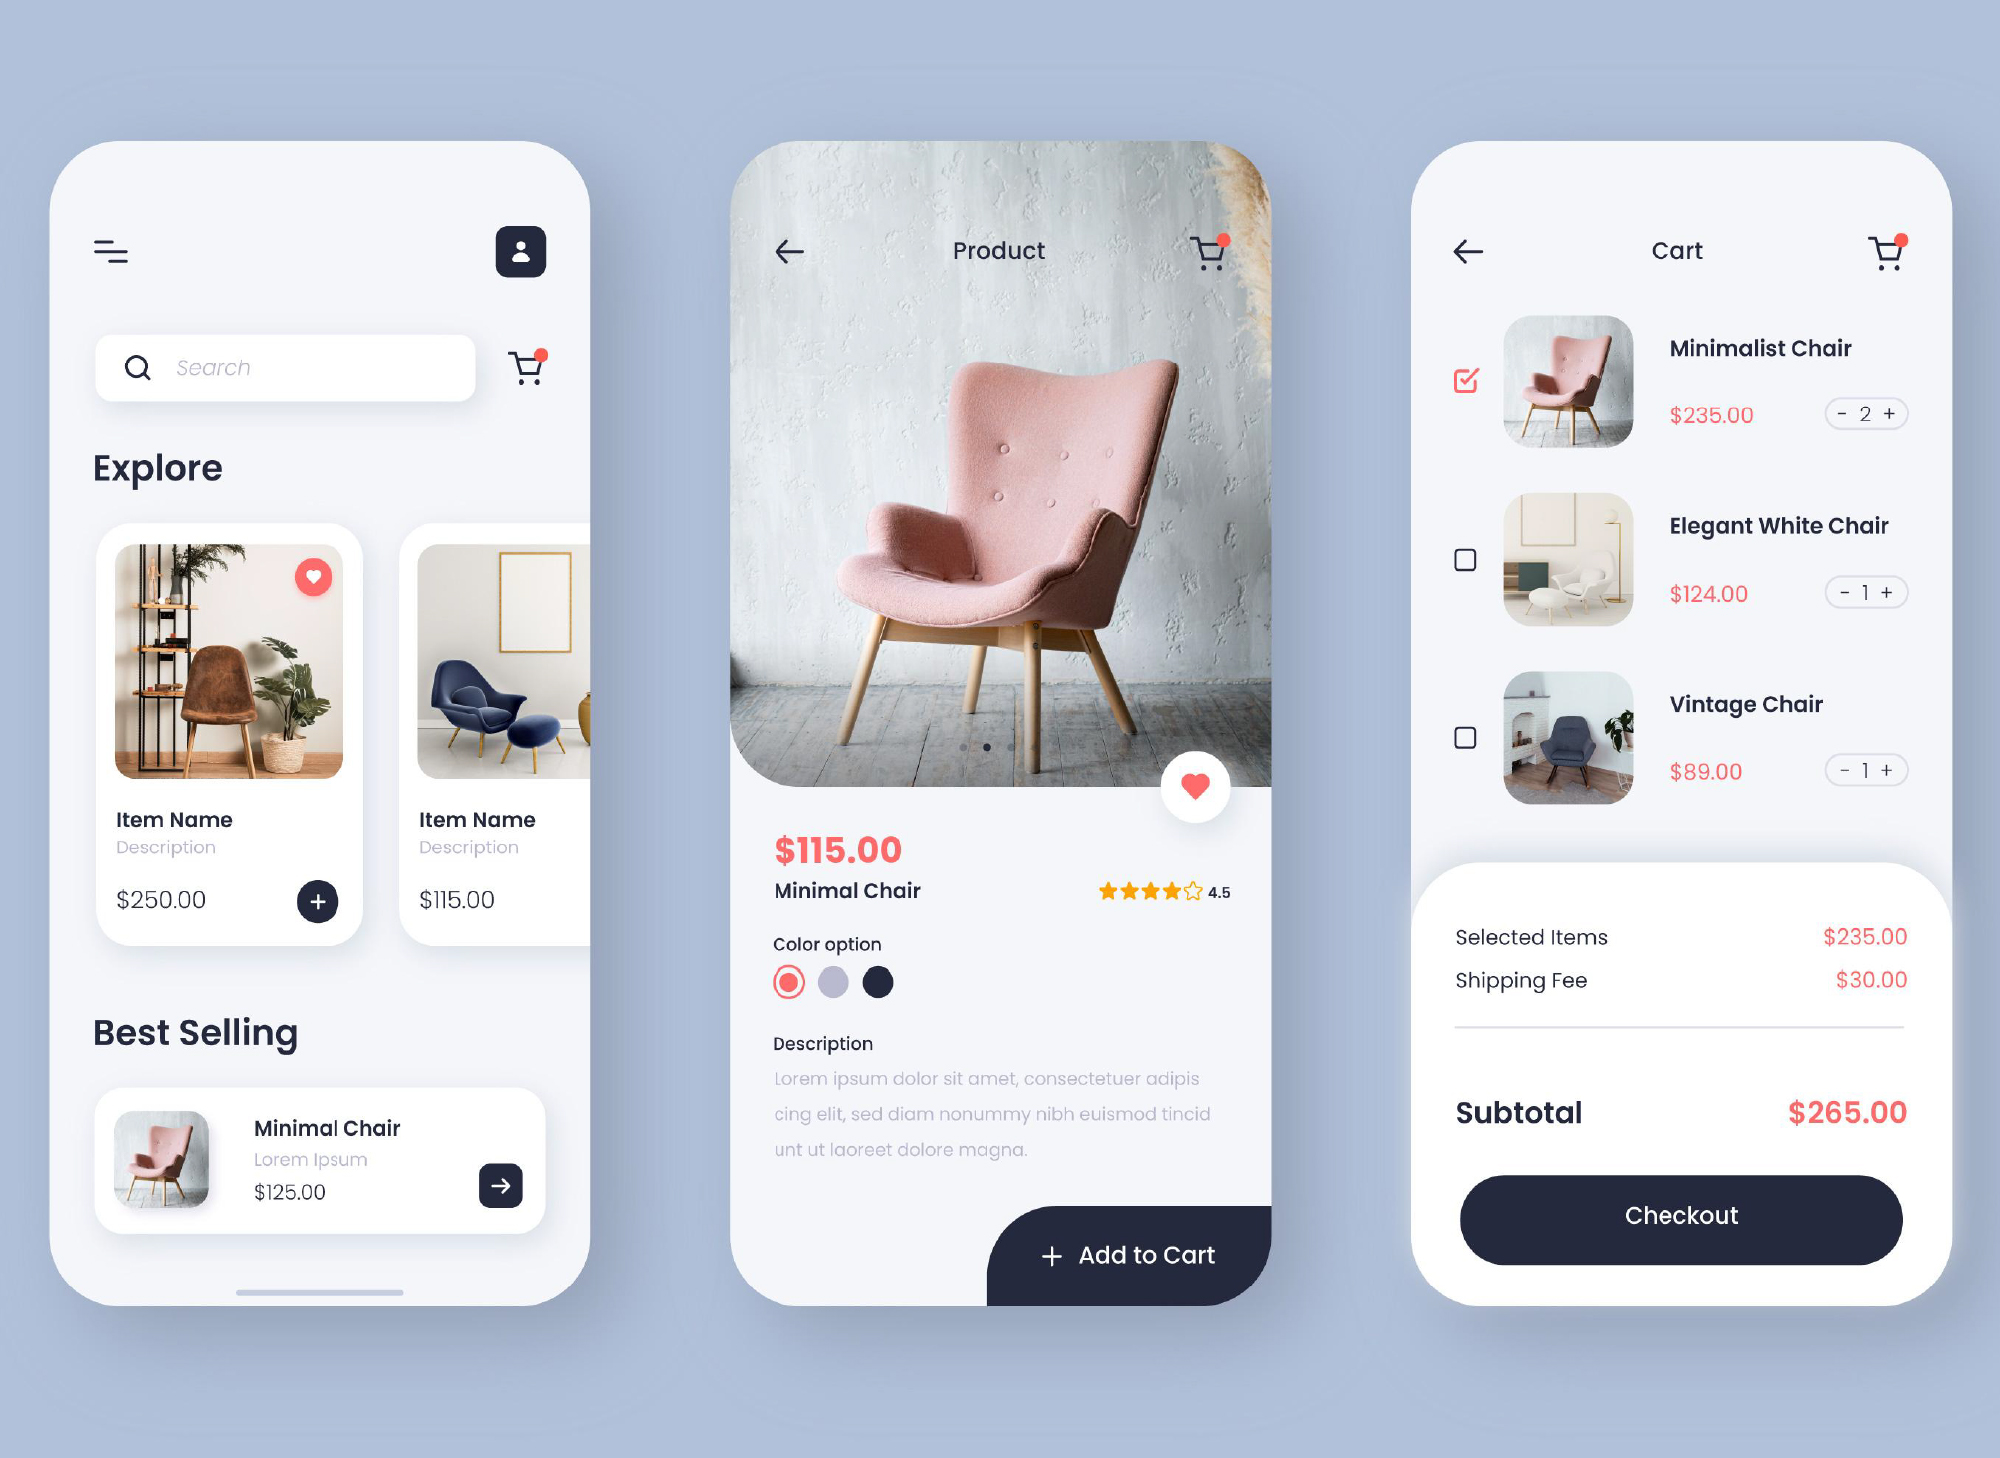 Search
Explore
Item Name
Description
$250.00
Item Name
Description
$115.00
Best Selling
Minimal Chair
Lorem Ipsum
$125.00
Product
$115.00
Minimal Chair
4.5
Color option
Description
Lorem ipsum dolor sit amet, consectetuer adipis
cing elit, sed diam nonummy nibh euismod tincid
unt ut laoreet dolore magna.
+ Add to Cart
Cart
Minimalist Chair
$235.00
- 2 +
Elegant White Chair
$124.00
- 1 +
Vintage Chair
$89.00
- 1 +
Selected Items $235.00
Shipping Fee $30.00
Subtotal $265.00
Checkout